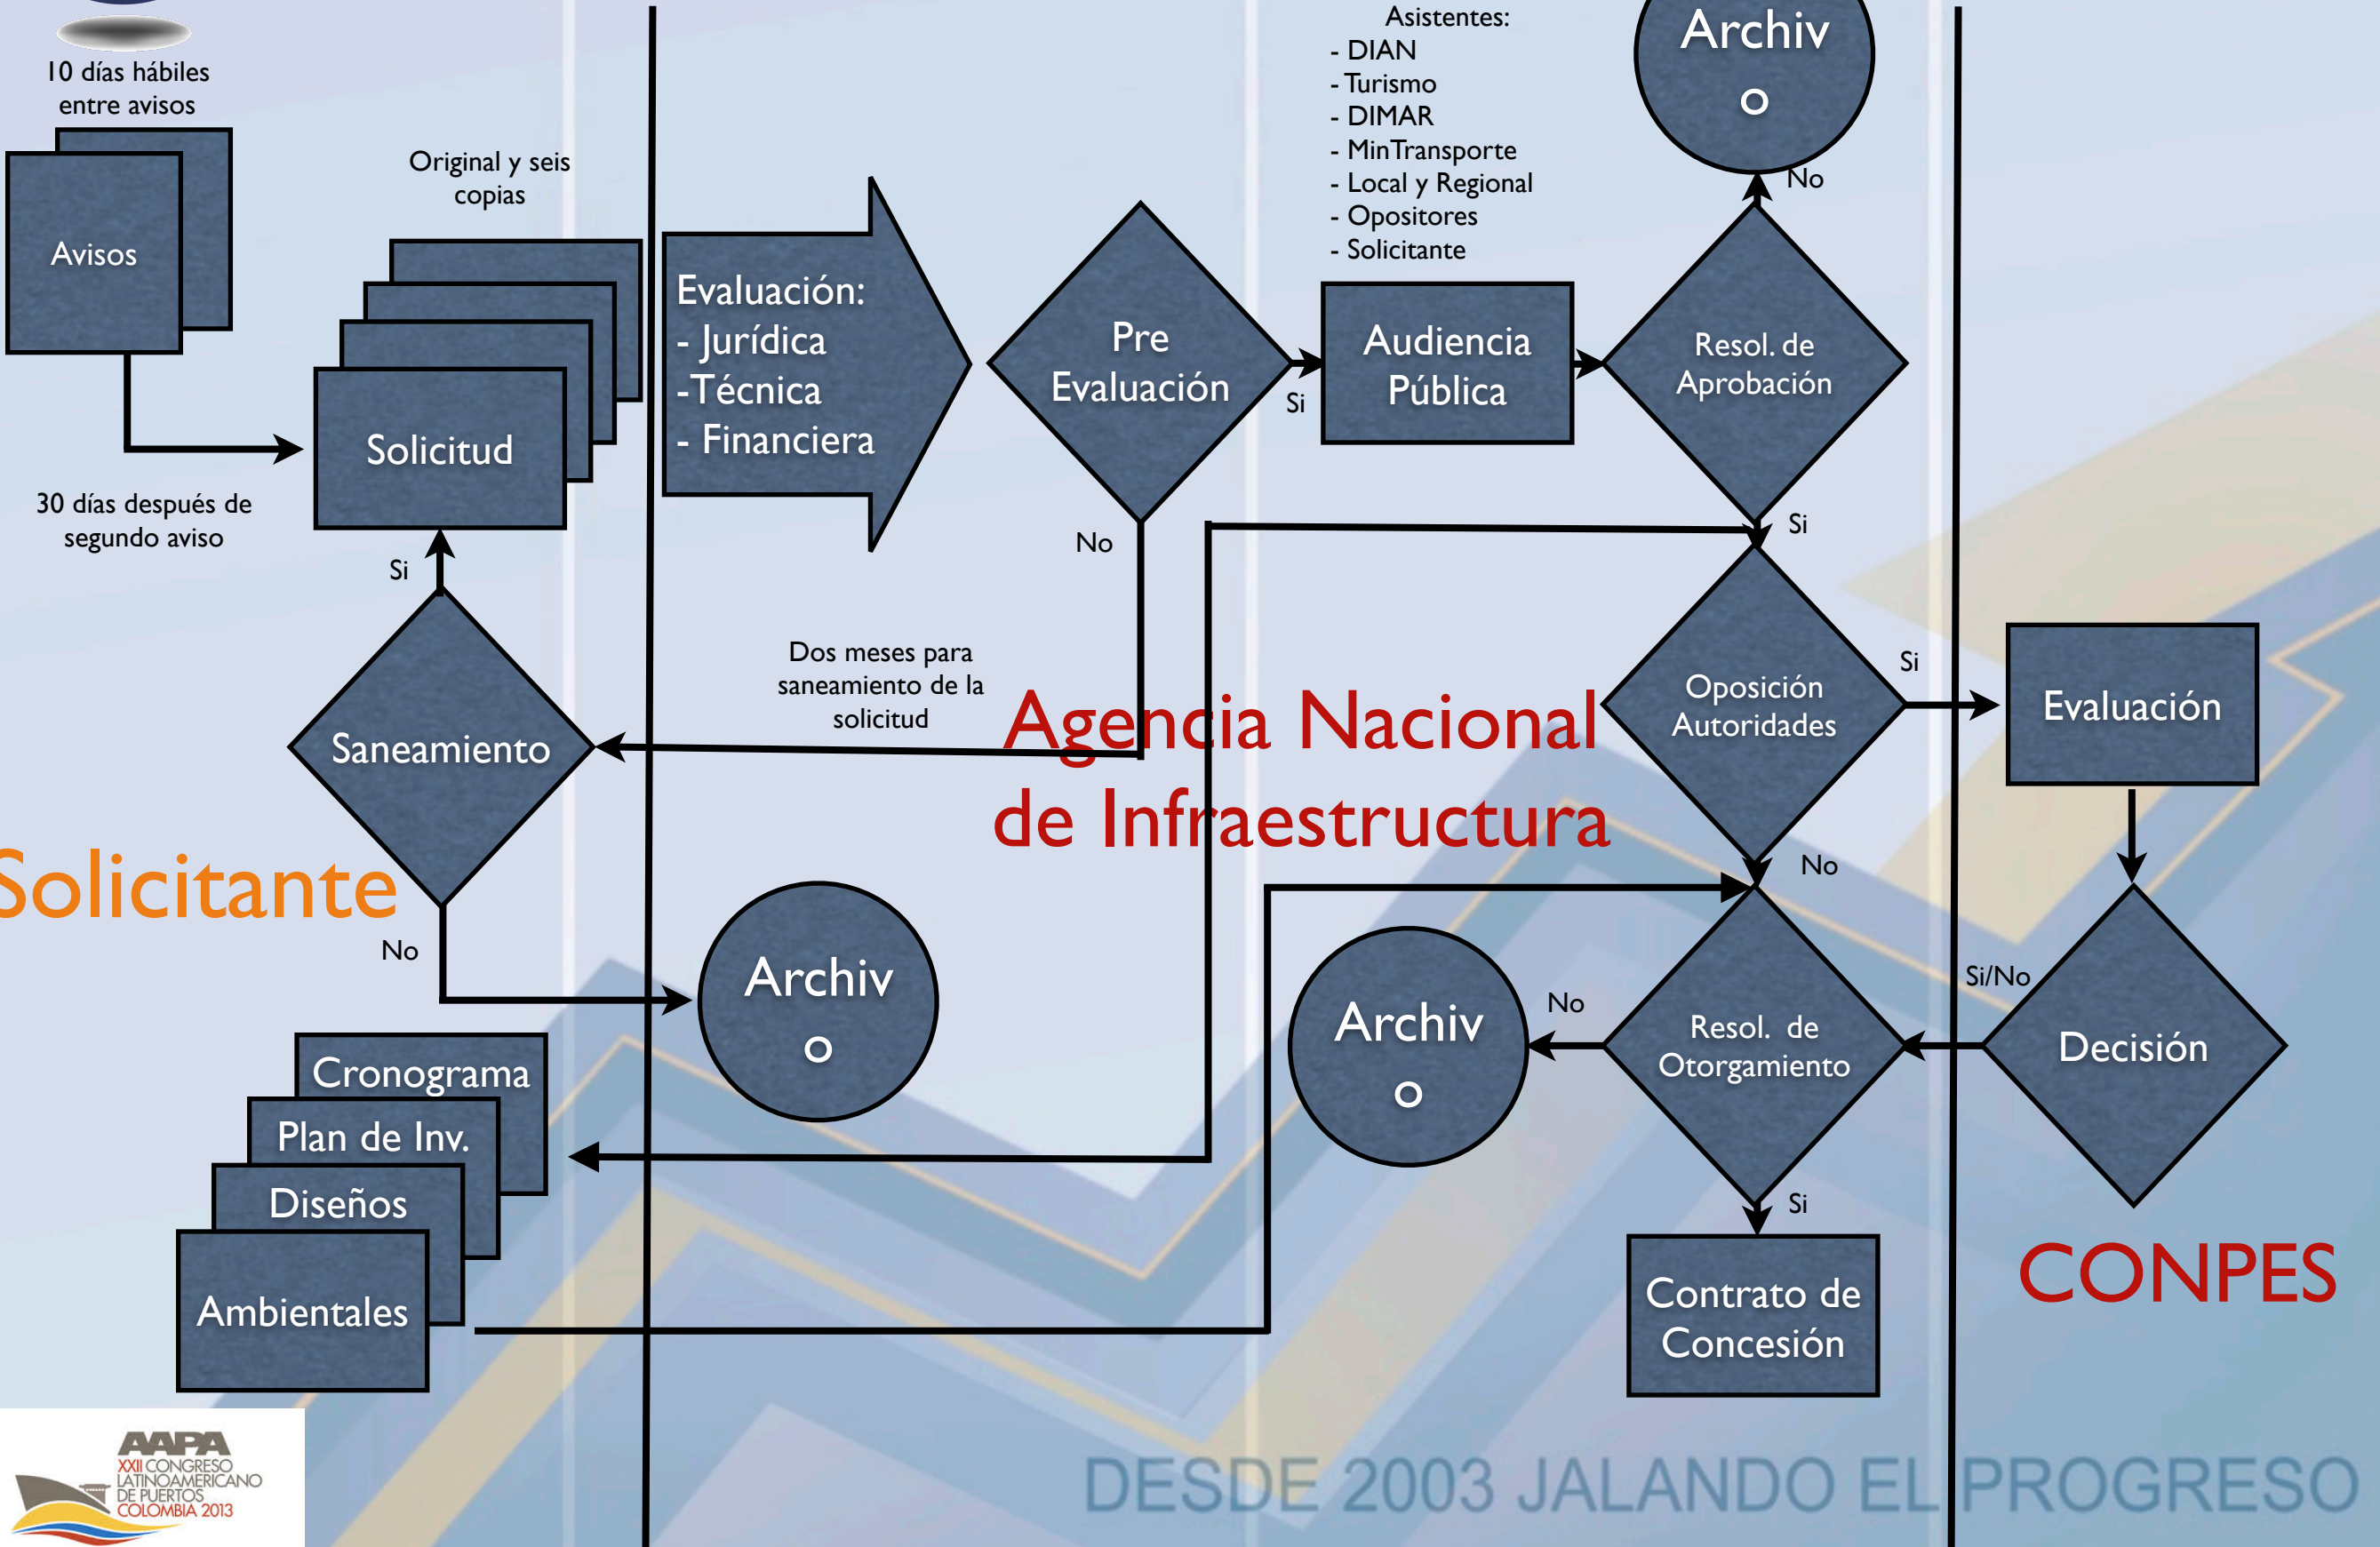 10 días hábiles
entre avisos
Avisos
30 días después de
segundo aviso
Original y seis
copias
Solicitud
Si
Saneamiento
No
Solicitante
Cronograma
Plan de Inv.
Diseños
Ambientales
Evaluación:
- Jurídica
-Técnica
- Financiera
Pre
Evaluación
Si
No
Dos meses para
saneamiento de la
solicitud
Agencia Nacional
de Infraestructura
Archiv
o
Asistentes:
- DIAN
- Turismo
- DIMAR
- MinTransporte
- Local y Regional
- Opositores
- Solicitante
Audiencia
Pública
Archiv
o
No
Resol. de
Aprobación
Si
Oposición
Autoridades
Si
No
Archiv
o
No
Resol. de
Otorgamiento
Si
Contrato de
Concesión
Evaluación
Si/No
Decisión
CONPES
AAPA
XXII CONGRESO
LATINOAMERICANO
DE PUERTOS
COLOMBIA 2013
DESDE 2003 JALANDO EL PROGRESO